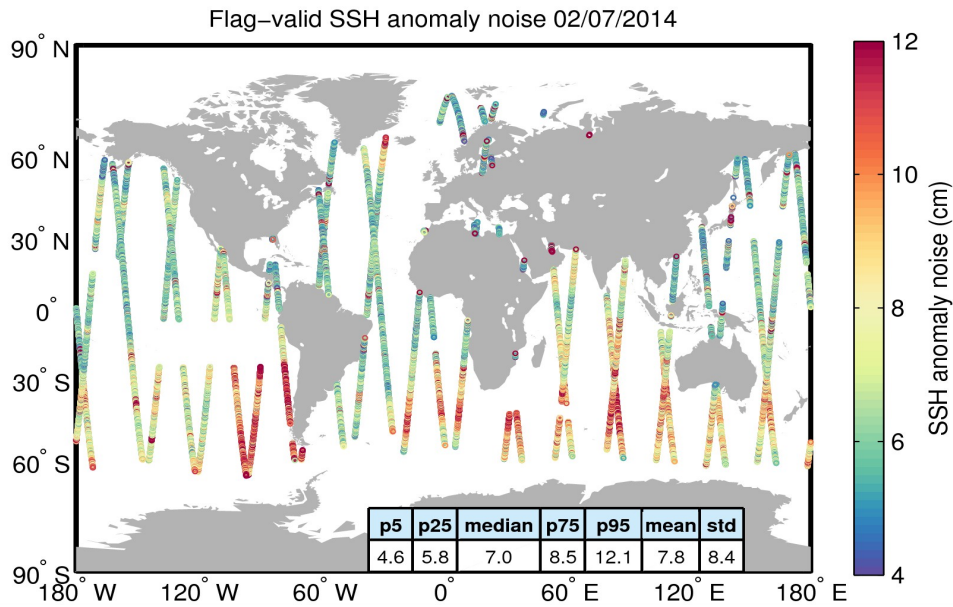 Flag−valid SSH anomaly noise 02/07/2014
90° N
60° N
30° N
0°
30° S
60° S
90° S
180° W
120° W
60° W
0°
60° E
120° E
180° E
p5 p25 median p75 p95 mean std
4.6 5.8 7.0 8.5 12.1 7.8 8.4
12
10
8
6
4
SSH anomaly noise (cm)